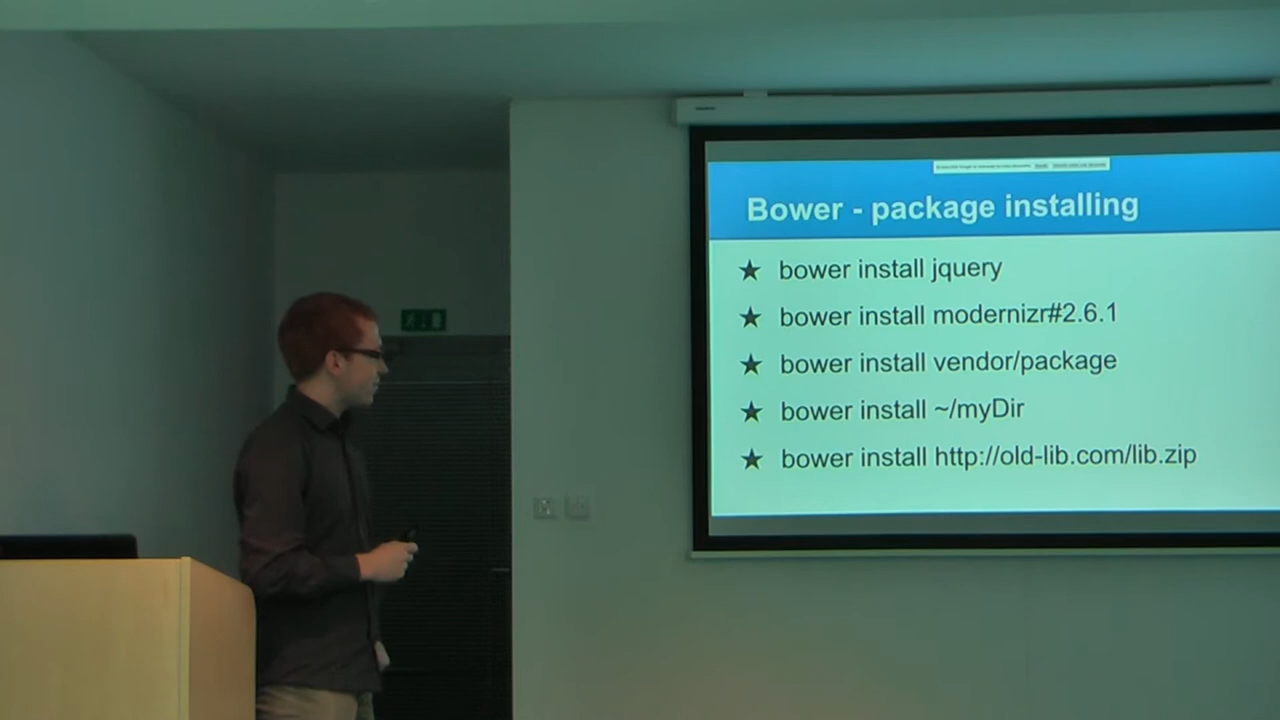 Bower - package installing
★ bower install jquery
★ bower install modernizr#2.6.1
★ bower install vendor/package
★ bower install ~/myDir
★ bower install http://old-lib.com/lib.zip